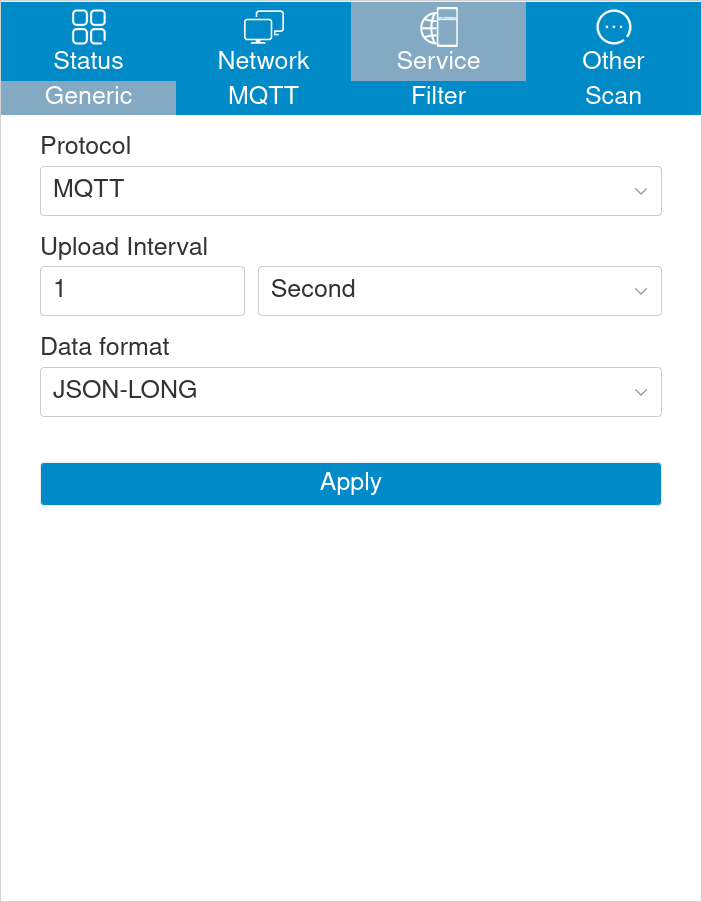 Status Network Service Other
Generic MQTT Filter Scan
Protocol
MQTT
Upload Interval
1 Second
Data format
JSON-LONG
Apply